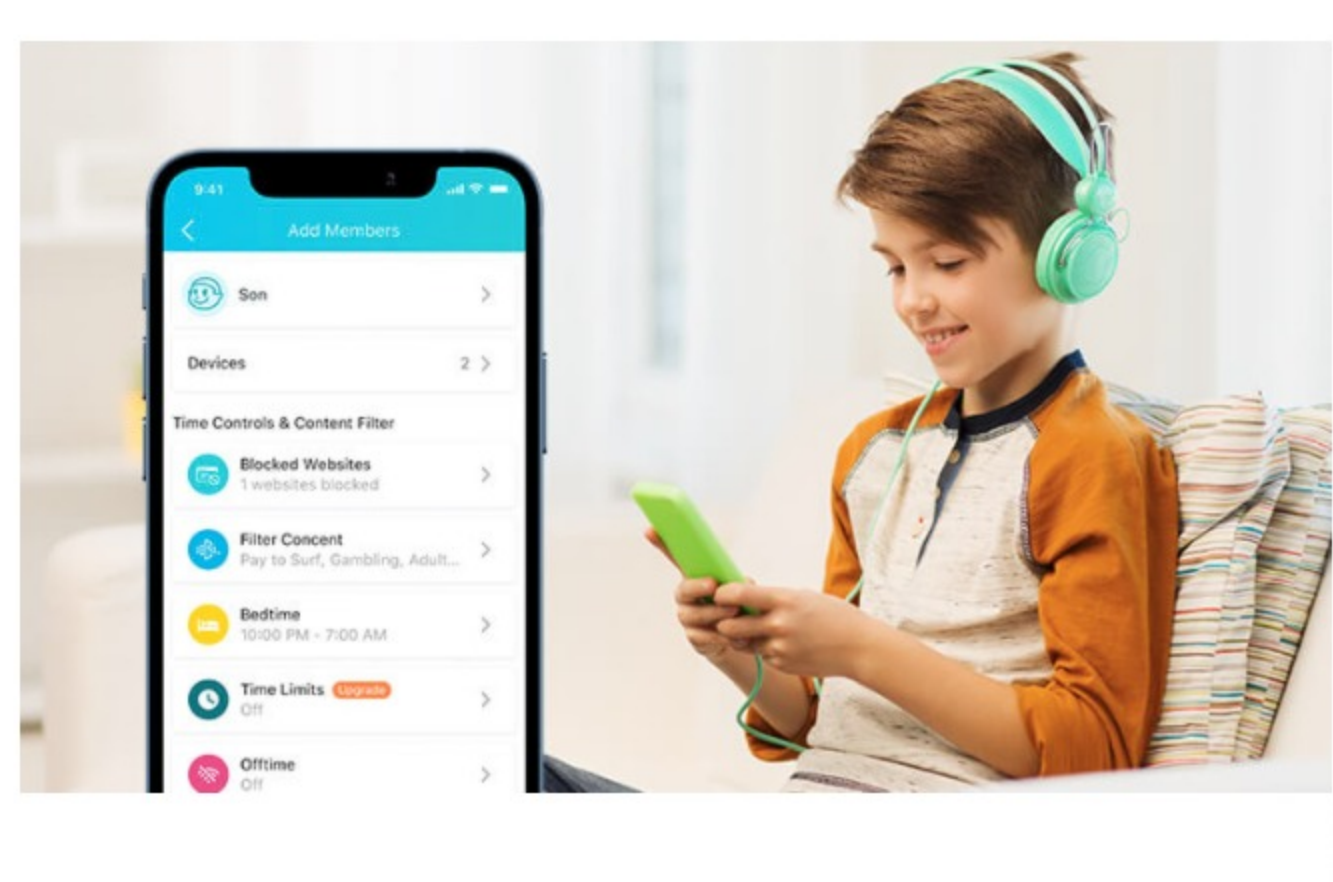 9:41
Add Members
Son
Devices 2
Time Controls & Content Filter
Blocked Websites
1 websites blocked
Filter Concent
Pay to Surf, Gambling, Adult...
Bedtime
10:00 PM - 7:00 AM
Time Limits Upgrade
Off
Offtime
Off